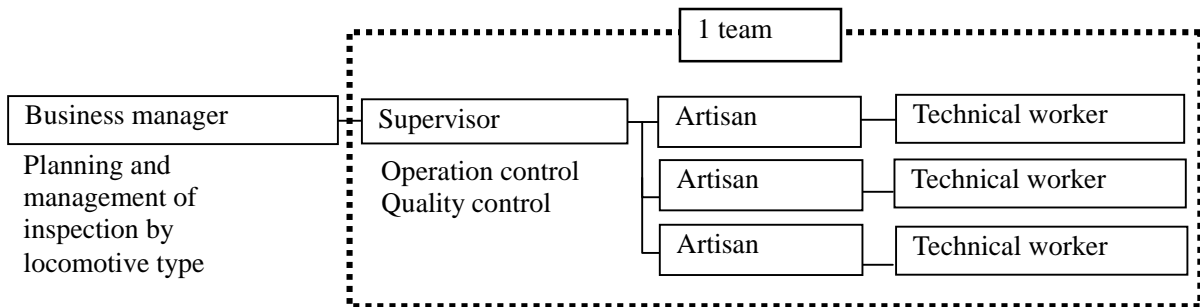 1 team
Business manager
Supervisor
Artisan
Technical worker
Planning and
management of
inspection by
locomotive type
Operation control
Quality control
Artisan
Technical worker
Artisan
Technical worker